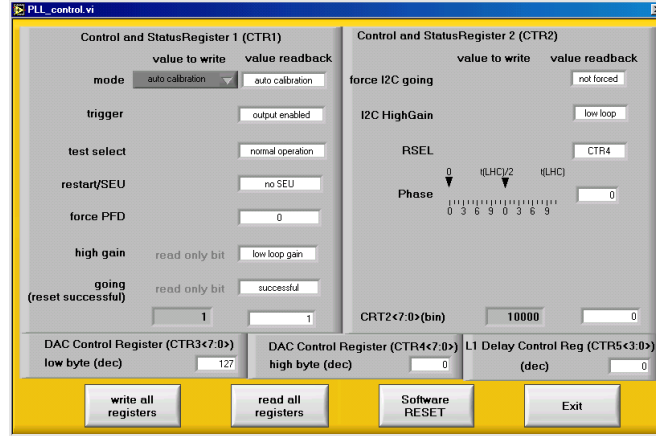 PLL_control.vi
Control and StatusRegister 1 (CTR1)
value to write value readback
mode auto calibration auto calibration
trigger output enabled
test select normal operation
restart/SEU no SEU
force PFD 0
high gain read only bit low loop gain
going read only bit successful
(reset successful)
1 1
Control and StatusRegister 2 (CTR2)
value to write value readback
force I2C going not forced
I2C HighGain low loop
RSEL CTR4
0 t(LHC)/2 t(LHC)
Phase 0
0 3 6 9 0 3 6 9
CRT2<7:0>(bin) 10000 0
DAC Control Register (CTR3<7:0>)
low byte (dec) 127
DAC Control Register (CTR4<7:0>)
high byte (dec) 0
L1 Delay Control Reg (CTR5<3:0>)
(dec) 0
write all
registers
read all
registers
Software
RESET
Exit